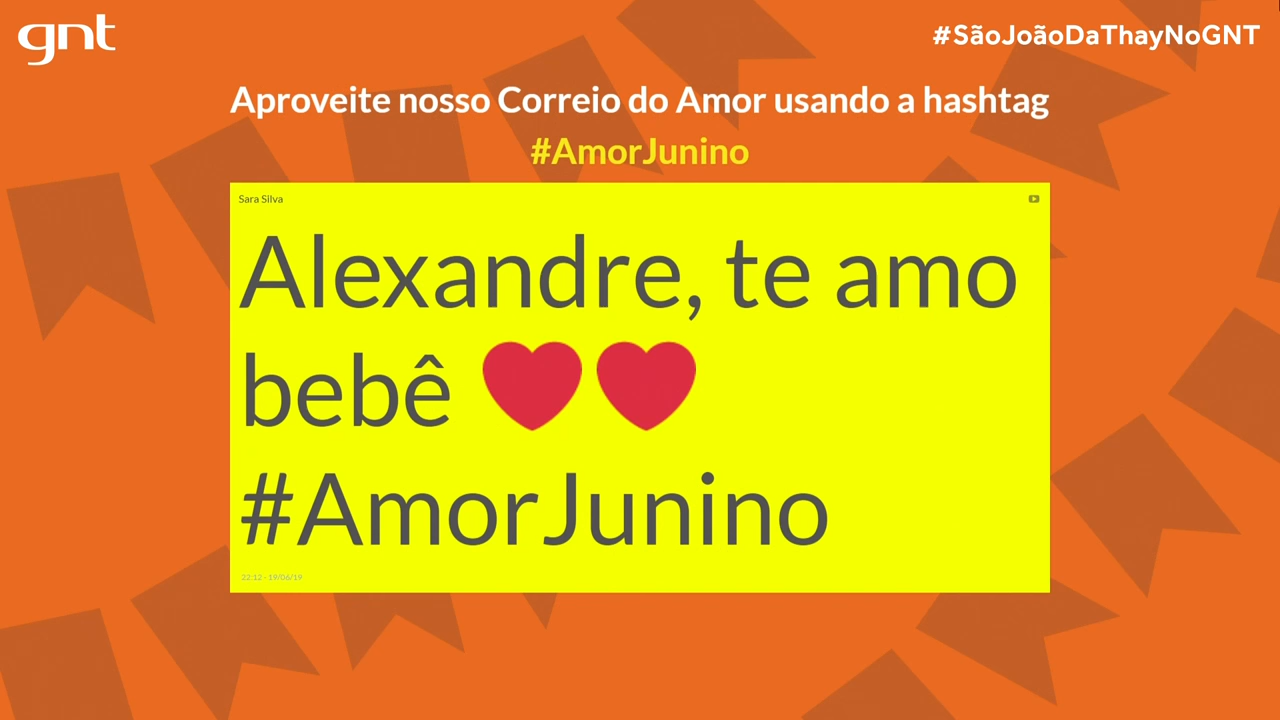 gnt
#SãoJoãoDaThayNoGNT
Aproveite nosso Correio do Amor usando a hashtag
#AmorJunino
Sara Silva
Alexandre, te amo
bebê ❤❤
#AmorJunino
22:12 - 19/06/19